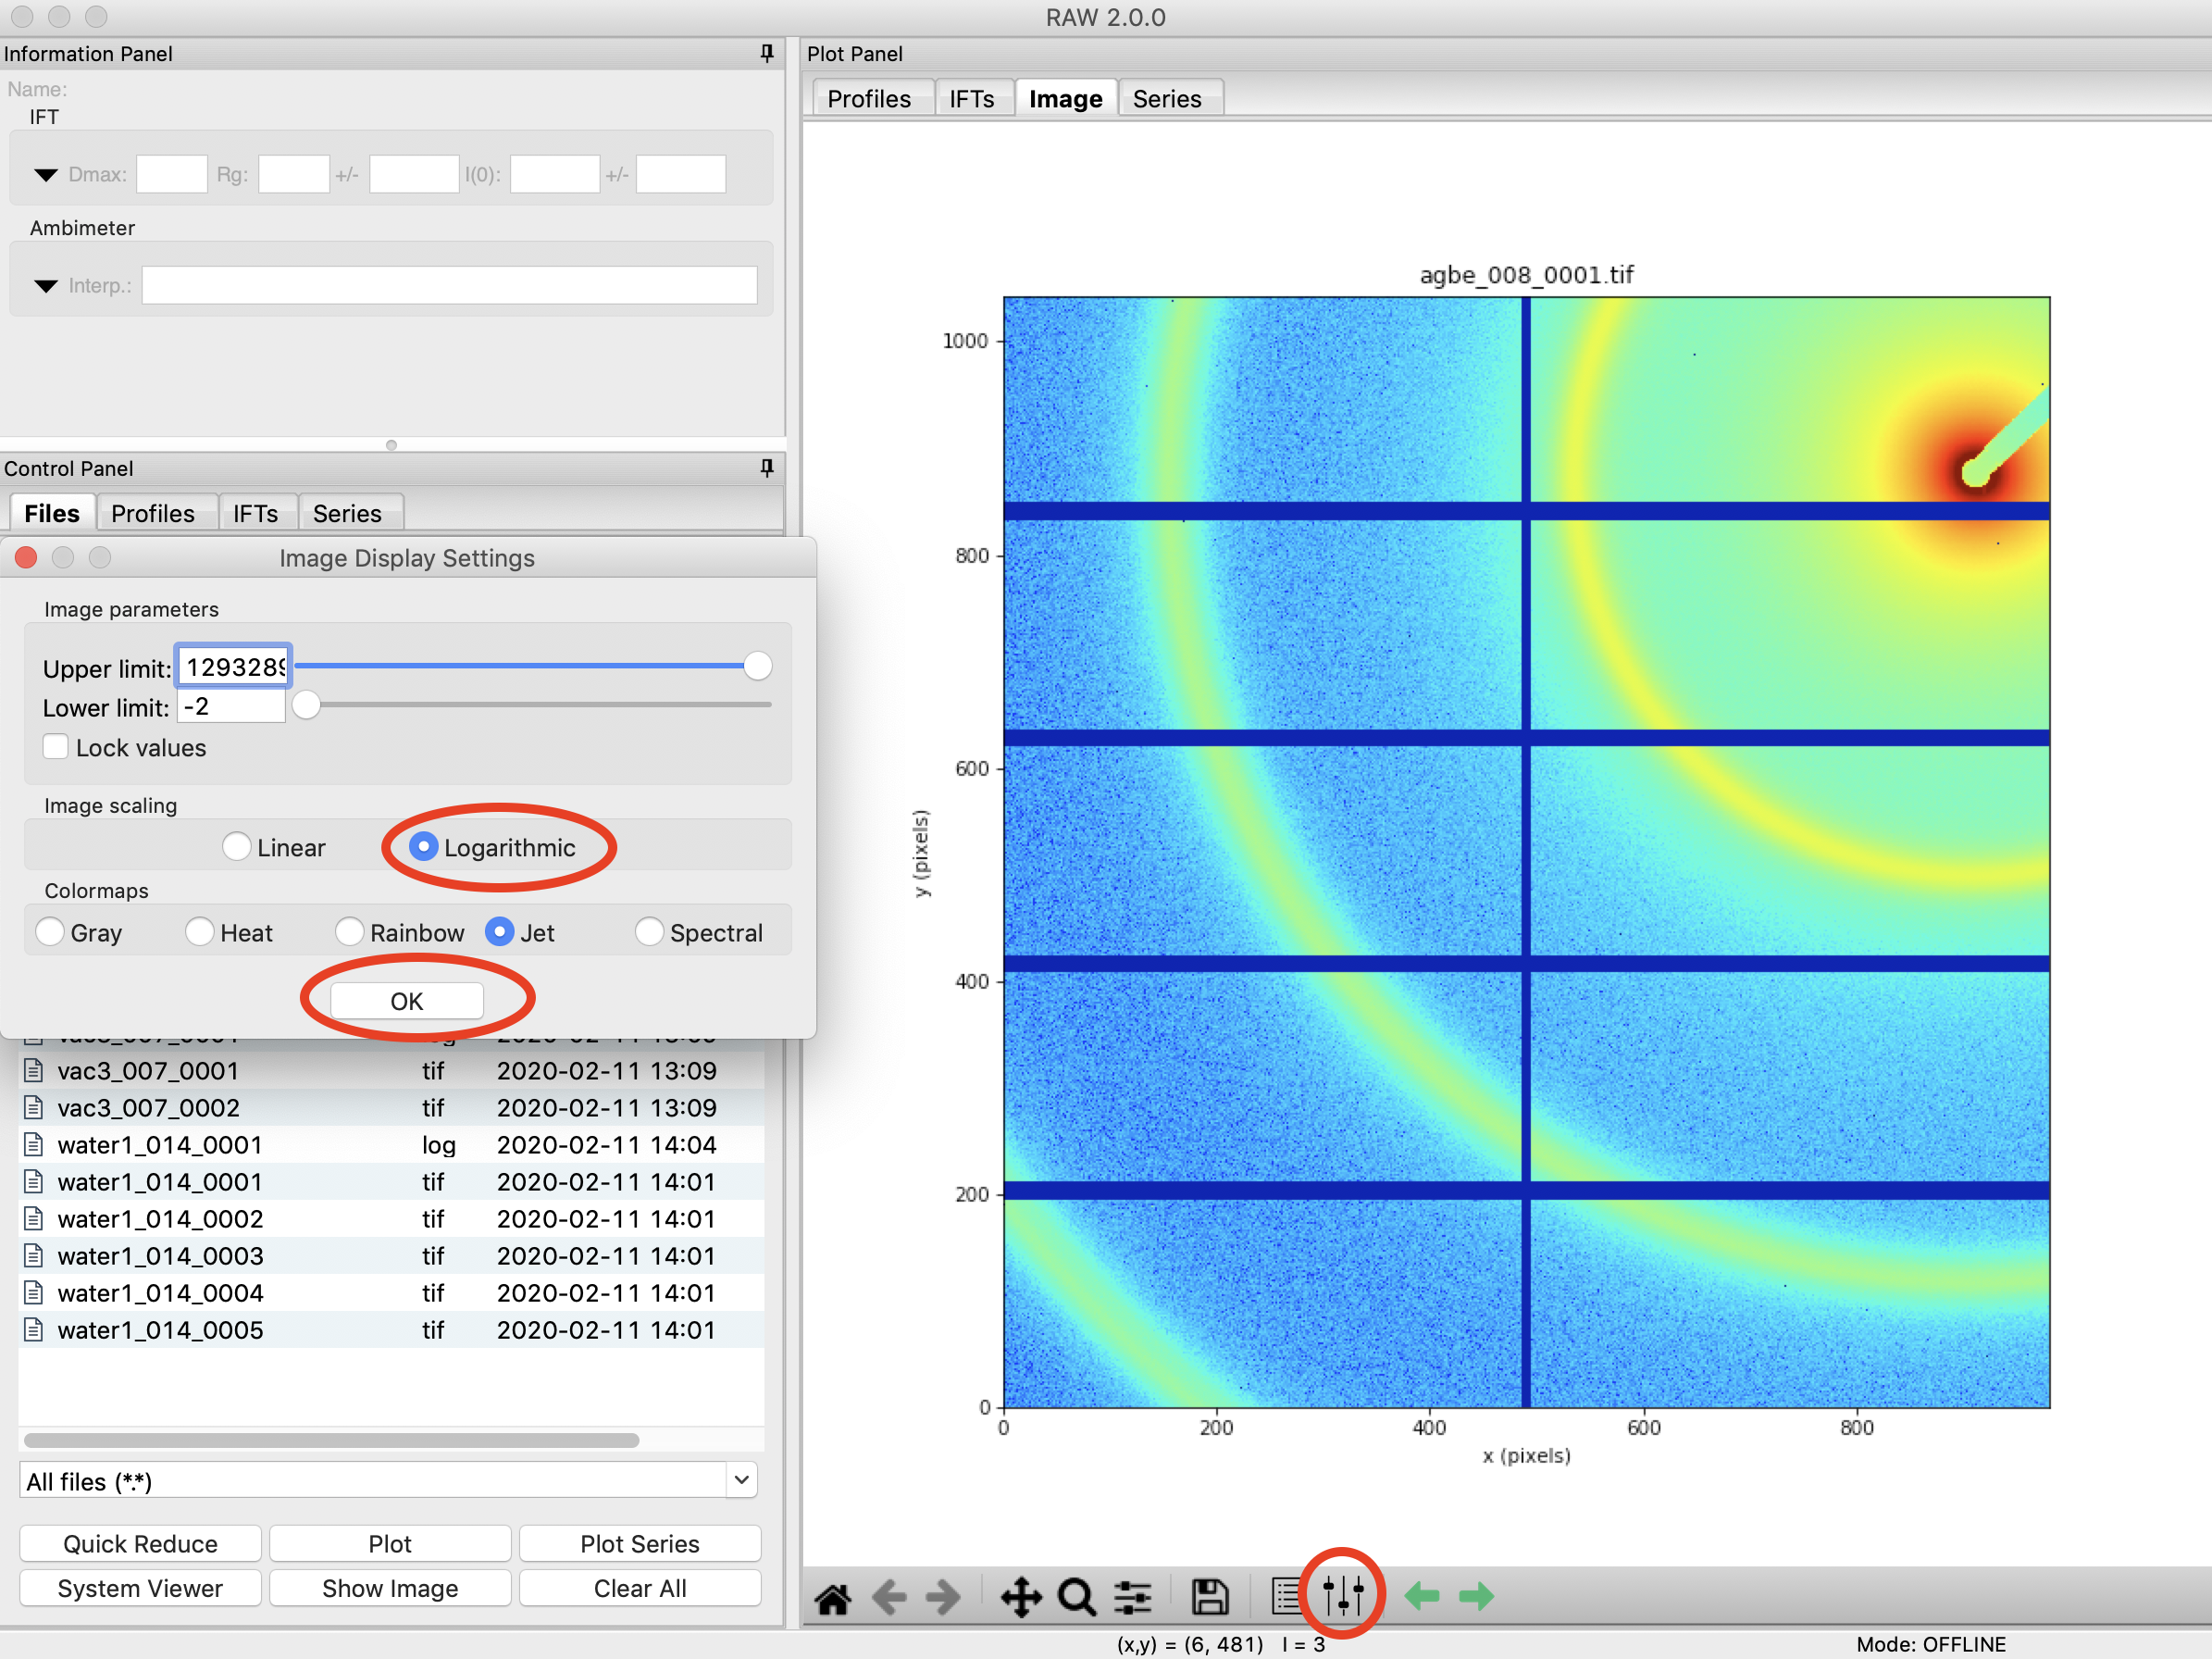 RAW 2.0.0
Information Panel
Name:
IFT
Dmax: Rg: +/- I(0): +/-
Ambimeter
Interp.:
Control Panel
Files Profiles IFTs Series
Image Display Settings
Image parameters
Upper limit: 1293289
Lower limit: -2
Lock values
Image scaling
Linear Logarithmic
Colormaps
Gray Heat Rainbow Jet Spectral
OK
vac3_007_0001 tif 2020-02-11 13:09
vac3_007_0002 tif 2020-02-11 13:09
water1_014_0001 log 2020-02-11 14:04
water1_014_0001 tif 2020-02-11 14:01
water1_014_0002 tif 2020-02-11 14:01
water1_014_0003 tif 2020-02-11 14:01
water1_014_0004 tif 2020-02-11 14:01
water1_014_0005 tif 2020-02-11 14:01
All files (*.*)
Quick Reduce Plot Plot Series
System Viewer Show Image Clear All
Plot Panel
Profiles IFTs Image Series
agbe_008_0001.tif
1000
800
600
400
200
0
y (pixels)
0 200 400 600 800
x (pixels)
(x,y) = (6, 481) I = 3
Mode: OFFLINE